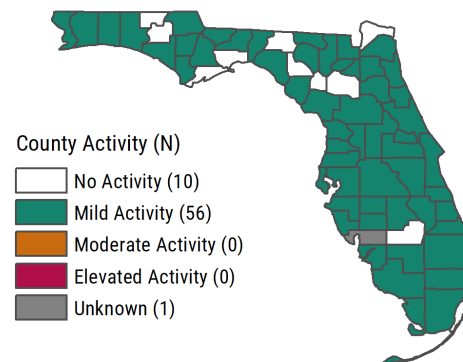 County Activity (N)
No Activity (10)
Mild Activity (56)
Moderate Activity (0)
Elevated Activity (0)
Unknown (1)